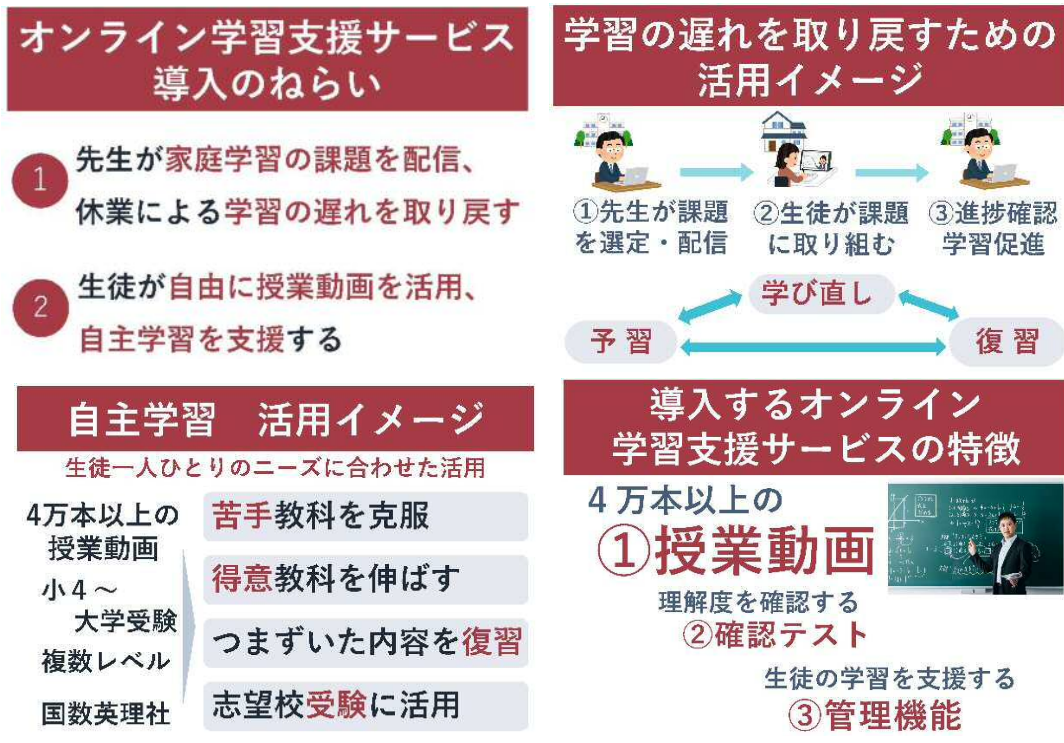 オンライン学習支援サービス
導入のねらい
1
先生が家庭学習の課題を配信、
休業による学習の遅れを取り戻す
2
生徒が自由に授業動画を活用、
自主学習を支援する
学習の遅れを取り戻すための
活用イメージ
①先生が課題
を選定・配信
②生徒が課題
に取り組む
③進捗確認
学習促進
学び直し
予習
復習
自主学習 活用イメージ
生徒一人ひとりのニーズに合わせた活用
4万本以上の
授業動画
小4～
大学受験
複数レベル
国数英理社
苦手教科を克服
得意教科を伸ばす
つまずいた内容を復習
志望校受験に活用
導入するオンライン
学習支援サービスの特徴
4万本以上の
①授業動画
理解度を確認する
②確認テスト
生徒の学習を支援する
③管理機能